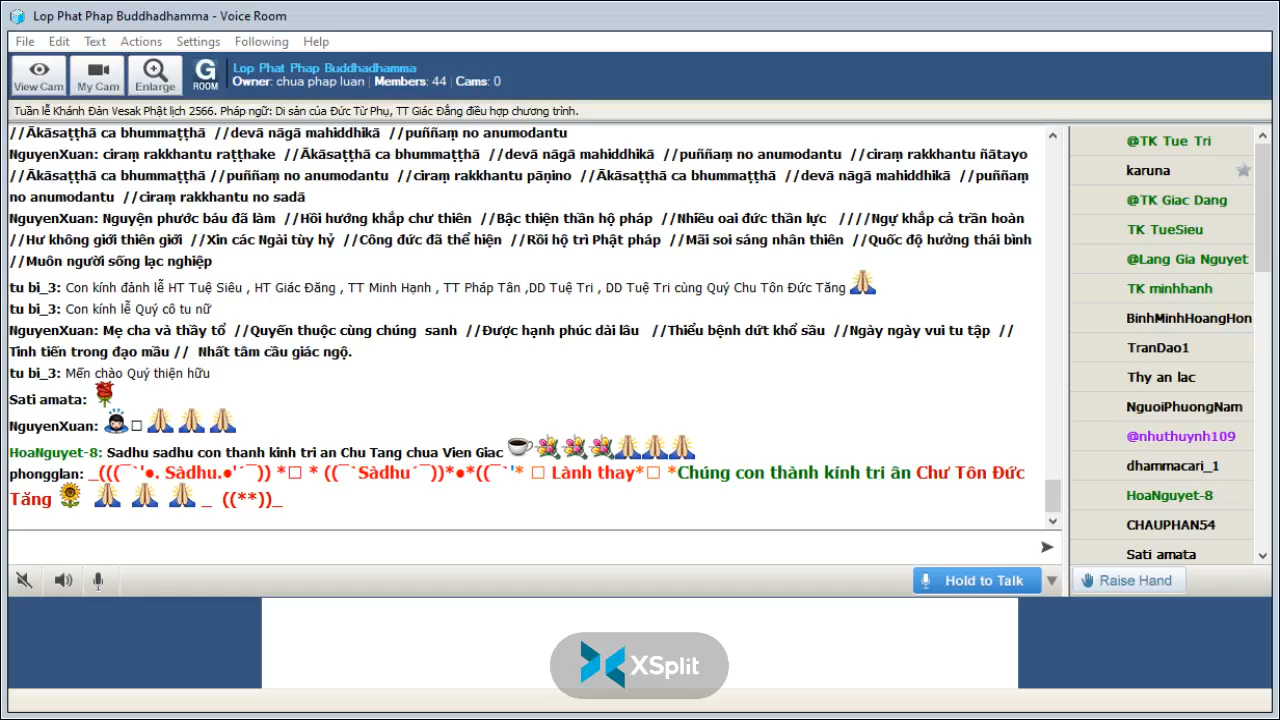 Lop Phat Phap Buddhadhamma - Voice Room
File Edit Text Actions Settings Following Help
View Cam My Cam Enlarge G ROOM
Lop Phat Phap Buddhadhamma
Owner: chua phap luan | Members: 44 | Cams: 0
Tuần lễ Khánh Đản Vesak Phật lịch 2566. Pháp ngữ: Di sản của Đức Từ Phụ, TT Giác Đẳng điều hợp chương trình.
//Ākāsaṭṭhā ca bhummaṭṭhā //devā nāgā mahiddhikā //puññaṃ no anumodantu
NguyenXuan: ciraṃ rakkhantu raṭṭhake //Ākāsaṭṭhā ca bhummaṭṭhā //devā nāgā mahiddhikā //puññaṃ no anumodantu //ciraṃ rakkhantu ñātayo
//Ākāsaṭṭhā ca bhummaṭṭhā //puññaṃ no anumodantu //ciraṃ rakkhantu pāṇino //Ākāsaṭṭhā ca bhummaṭṭhā //devā nāgā mahiddhikā //puññaṃ
no anumodantu //ciraṃ rakkhantu no sadā
NguyenXuan: Nguyện phước báu đã làm //Hồi hướng khắp chư thiên //Bậc thiện thần hộ pháp //Nhiều oai đức thần lực ////Ngự khắp cả trần hoàn
//Hư không giới thiên giới //Xin các Ngài tùy hỷ //Công đức đã thể hiện //Rồi hộ trì Phật pháp //Mãi soi sáng nhân thiên //Quốc độ hưởng thái bình
//Muôn người sống lạc nghiệp
tu bi_3: Con kính đảnh lễ HT Tuệ Siêu , HT Giác Đăng , TT Minh Hạnh , TT Pháp Tân ,DD Tuệ Tri , DD Tuệ Tri cùng Quý Chu Tôn Đức Tăng
tu bi_3: Con kính lễ Quý cô tu nữ
NguyenXuan: Mẹ cha và thầy tổ //Quyến thuộc cùng chúng sanh //Được hạnh phúc dài lâu //Thiểu bệnh dứt khổ sầu //Ngày ngày vui tu tập //
Tinh tiến trong đạo mầu // Nhất tâm cầu giác ngộ.
tu bi_3: Mến chào Quý thiện hữu
Sati amata:
NguyenXuan:
HoaNguyet-8: Sadhu sadhu con thanh kinh tri an Chu Tang chua Vien Giac
phongglan: _(((¯`'•. Sàdhu.•'´¯)) *□ * ((¯`Sàdhu´¯))*•*((¯`'* □ Lành thay*□ *Chúng con thành kính tri ân Chư Tôn Đức
Tăng _ ((**))_
Hold to Talk
@TK Tue Tri
karuna
@TK Giac Dang
TK TueSieu
@Lang Gia Nguyet
TK minhhanh
BinhMinhHoangHon
TranDao1
Thy an lac
NguoiPhuongNam
@nhuthuynh109
dhammacari_1
HoaNguyet-8
CHAUPHAN54
Sati amata
Raise Hand
XSplit